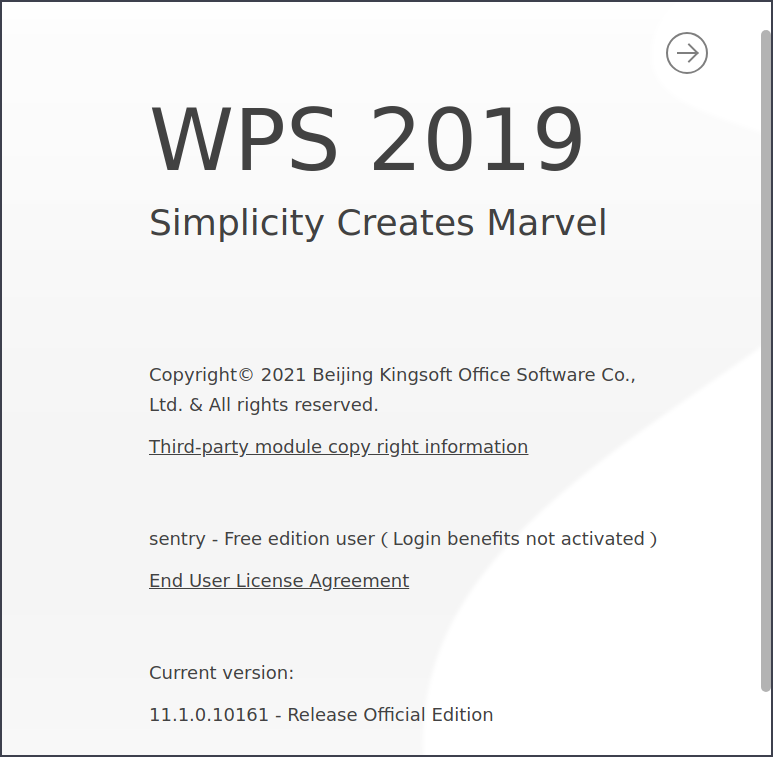 WPS 2019
Simplicity Creates Marvel
Copyright© 2021 Beijing Kingsoft Office Software Co.,
Ltd. & All rights reserved.
Third-party module copy right information
sentry - Free edition user（Login benefits not activated）
End User License Agreement
Current version:
11.1.0.10161 - Release Official Edition